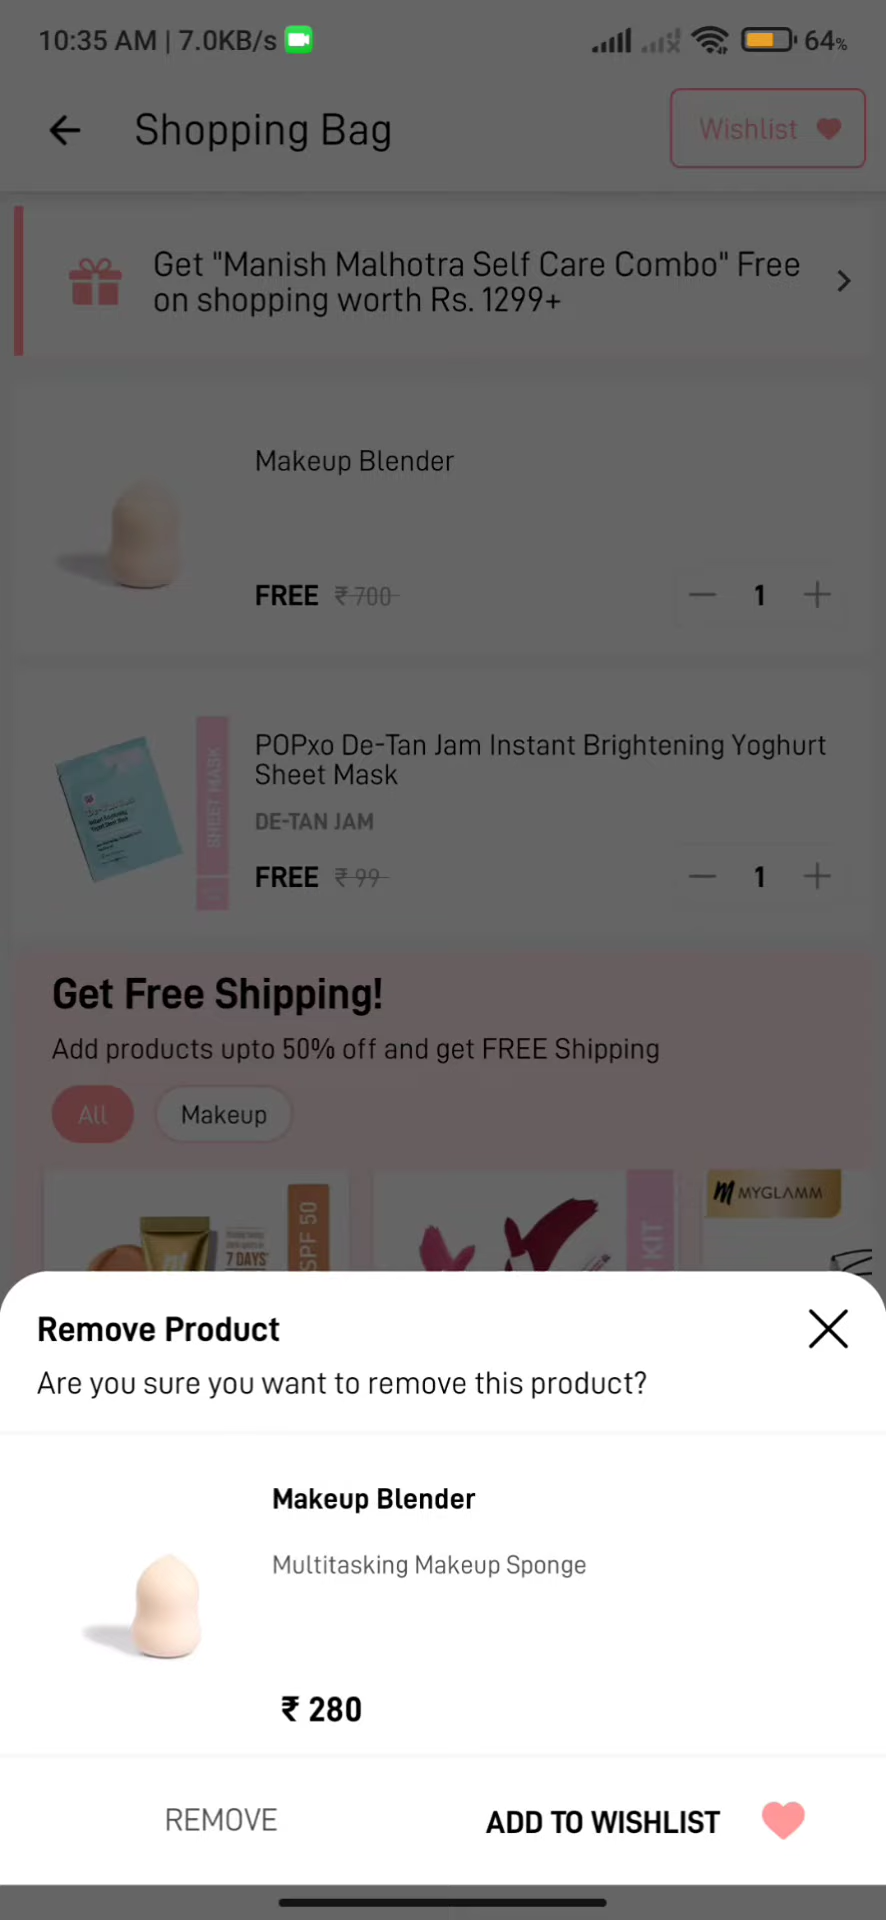 10:35 AM | 7.0KB/s 64%
Shopping Bag
Wishlist
Get "Manish Malhotra Self Care Combo" Free
on shopping worth Rs. 1299+
Makeup Blender
FREE ₹ 700
1
SHEET MASK
POPxo De-Tan Jam Instant Brightening Yoghurt
Sheet Mask
DE-TAN JAM
FREE ₹ 99
1
Get Free Shipping!
Add products upto 50% off and get FREE Shipping
All
Makeup
7 DAYS
SPF 50
KIT
MYGLAMM
Remove Product
Are you sure you want to remove this product?
Makeup Blender
Multitasking Makeup Sponge
₹ 280
REMOVE
ADD TO WISHLIST